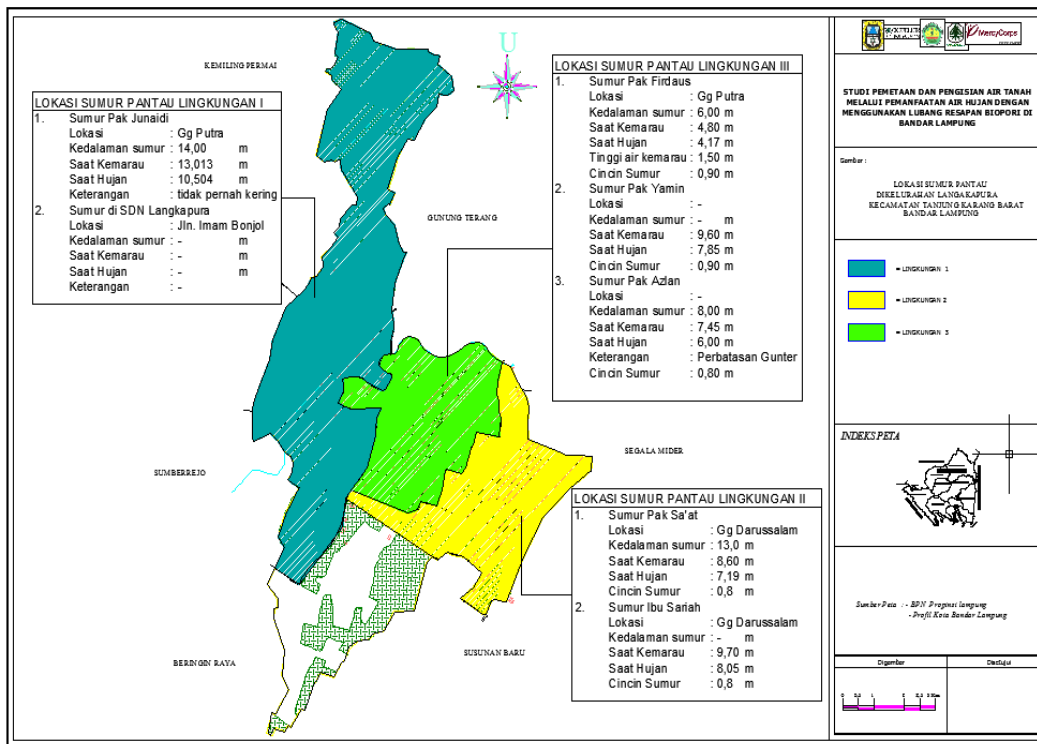 KEMILING PERMAI
U
LOKASI SUMUR PANTAU LINGKUNGAN I
1. Sumur Pak Junaidi
Lokasi : Gg Putra
Kedalaman sumur : 14,00 m
Saat Kemarau : 13,013 m
Saat Hujan : 10,504 m
Keterangan : tidak pernah kering
2. Sumur di SDN Langkapura
Lokasi : Jln. Imam Bonjol
Kedalaman sumur : - m
Saat Kemarau : - m
Saat Hujan : - m
Keterangan : -
GUNUNG TERANG
LOKASI SUMUR PANTAU LINGKUNGAN III
1. Sumur Pak Firdaus
Lokasi : Gg Putra
Kedalaman sumur : 6,00 m
Saat Kemarau : 4,80 m
Saat Hujan : 4,17 m
Tinggi air kemarau : 1,50 m
Cincin Sumur : 0,90 m
2. Sumur Pak Yamin
Lokasi : -
Kedalaman sumur : - m
Saat Kemarau : 9,60 m
Saat Hujan : 7,85 m
Cincin Sumur : 0,90 m
3. Sumur Pak Azlan
Lokasi : -
Kedalaman sumur : 8,00 m
Saat Kemarau : 7,45 m
Saat Hujan : 6,00 m
Keterangan : Perbatasan Gunter
Cincin Sumur : 0,80 m
SUMBERREJO
SEGALA MIDER
LOKASI SUMUR PANTAU LINGKUNGAN II
1. Sumur Pak Sa'at
Lokasi : Gg Darussalam
Kedalaman sumur : 13,0 m
Saat Kemarau : 8,60 m
Saat Hujan : 7,19 m
Cincin Sumur : 0,8 m
2. Sumur Ibu Sariah
Lokasi : Gg Darussalam
Kedalaman sumur : - m
Saat Kemarau : 9,70 m
Saat Hujan : 8,05 m
Cincin Sumur : 0,8 m
SUSUNAN BARU
BERINGIN RAYA
MercyCorps
STUDI PEMETAAN DAN PENGISIAN AIR TANAH
MELALUI PEMANFAATAN AIR HUJAN DENGAN
MENGGUNAKAN LUBANG RESAPAN BIOPORI DI
BANDAR LAMPUNG
Gambar :
LOKASI SUMUR PANTAU
DIKELURAHAN LANGAKAPURA
KECAMATAN TANJUNG KARANG BARAT
BANDAR LAMPUNG
= LINGKUNGAN 1
= LINGKUNGAN 2
= LINGKUNGAN 3
INDEKS PETA
Sumber Peta : - BPN Propinsi lampung
- Profil Kota Bandar Lampung
Digambar
Disetujui